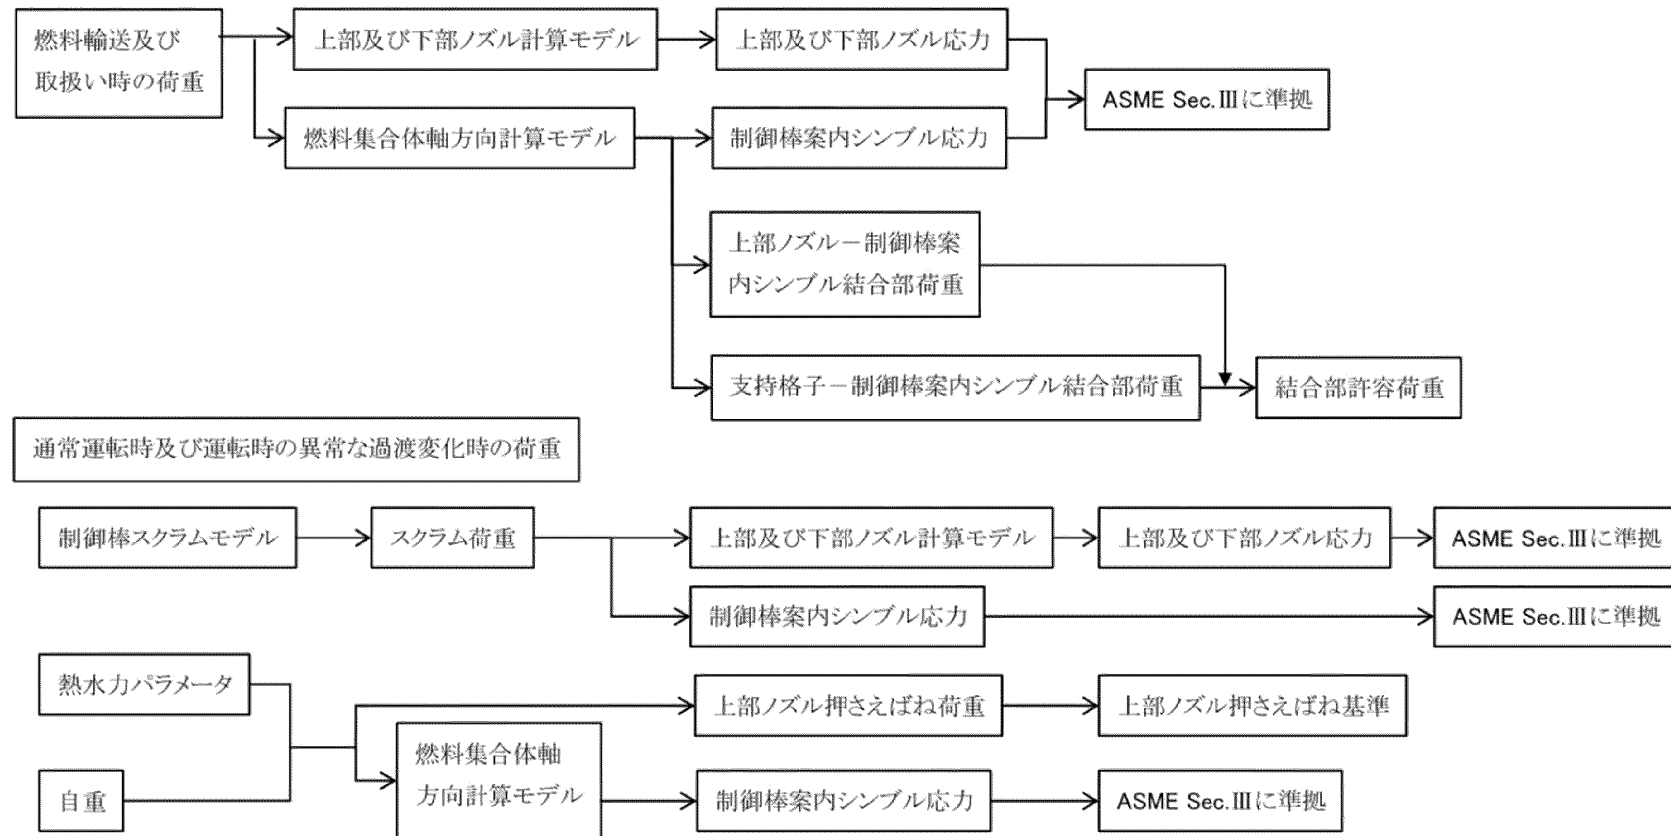 燃料輸送及び
取扱い時の荷重
上部及び下部ノズル計算モデル
上部及び下部ノズル応力
ASME Sec.Ⅲに準拠
燃料集合体軸方向計算モデル
制御棒案内シンブル応力
上部ノズル－制御棒案
内シンブル結合部荷重
支持格子－制御棒案内シンブル結合部荷重
結合部許容荷重
通常運転時及び運転時の異常な過渡変化時の荷重
制御棒スクラムモデル
スクラム荷重
上部及び下部ノズル計算モデル
上部及び下部ノズル応力
ASME Sec.Ⅲに準拠
制御棒案内シンブル応力
ASME Sec.Ⅲに準拠
熱水力パラメータ
上部ノズル押さえばね荷重
上部ノズル押さえばね基準
自重
燃料集合体軸
方向計算モデル
制御棒案内シンブル応力
ASME Sec.Ⅲに準拠